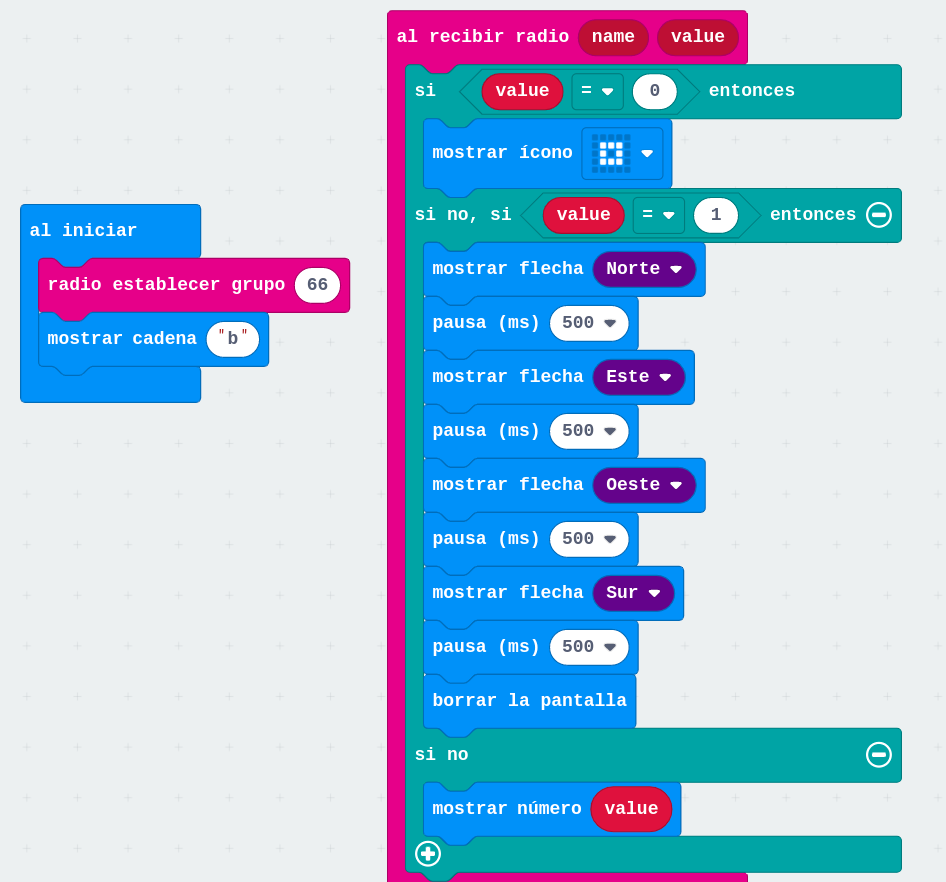 al iniciar
radio establecer grupo 66
mostrar cadena "b"
al recibir radio name value
si value = 0 entonces
mostrar ícono
si no, si value = 1 entonces
mostrar flecha Norte
pausa (ms) 500
mostrar flecha Este
pausa (ms) 500
mostrar flecha Oeste
pausa (ms) 500
mostrar flecha Sur
pausa (ms) 500
borrar la pantalla
si no
mostrar número value